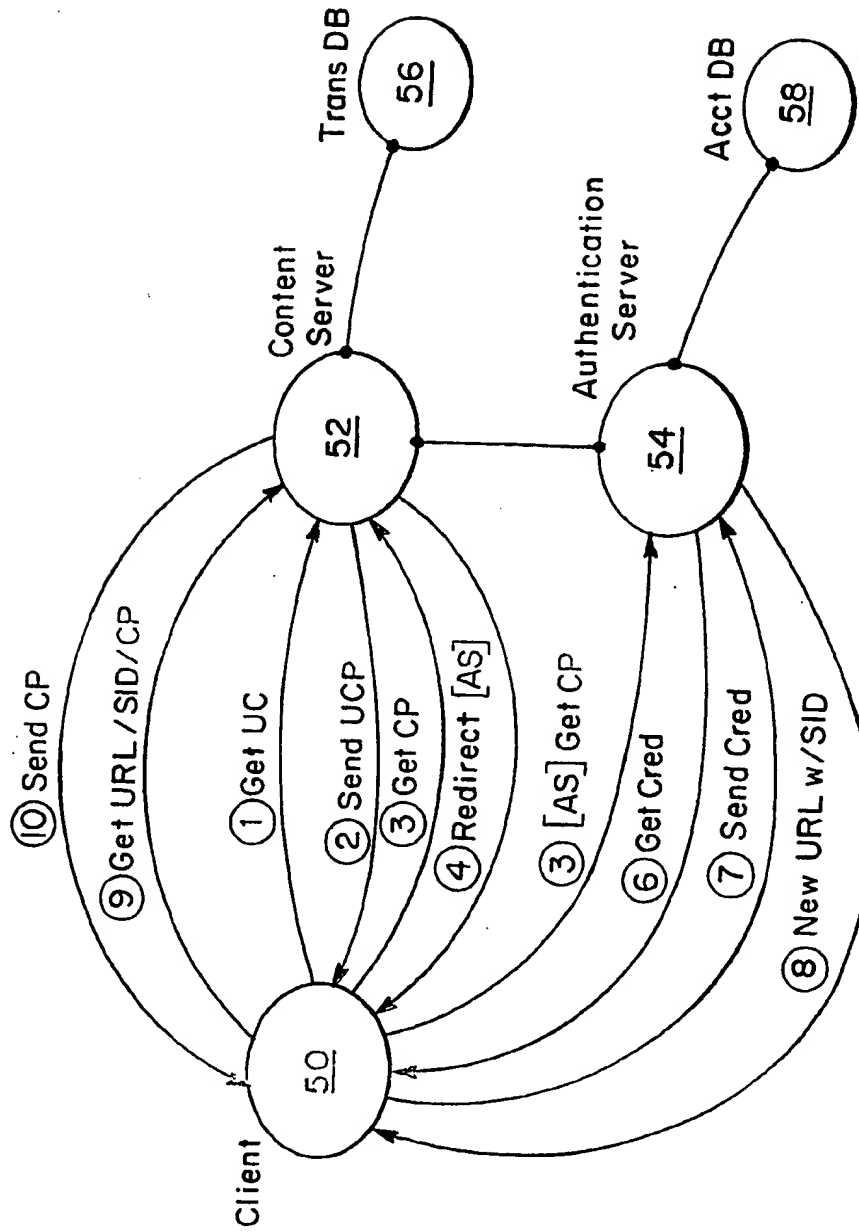 ⑩ Send CP
⑨ Get URL/SID/CP
① Get UC
② Send UCP
③ Get CP
④ Redirect [AS]
③ [AS] Get CP
⑥ Get Cred
⑦ Send Cred
⑧ New URL w/SID
Client
50
Content
Server
52
Authentication
Server
54
Trans DB
56
Acct DB
58